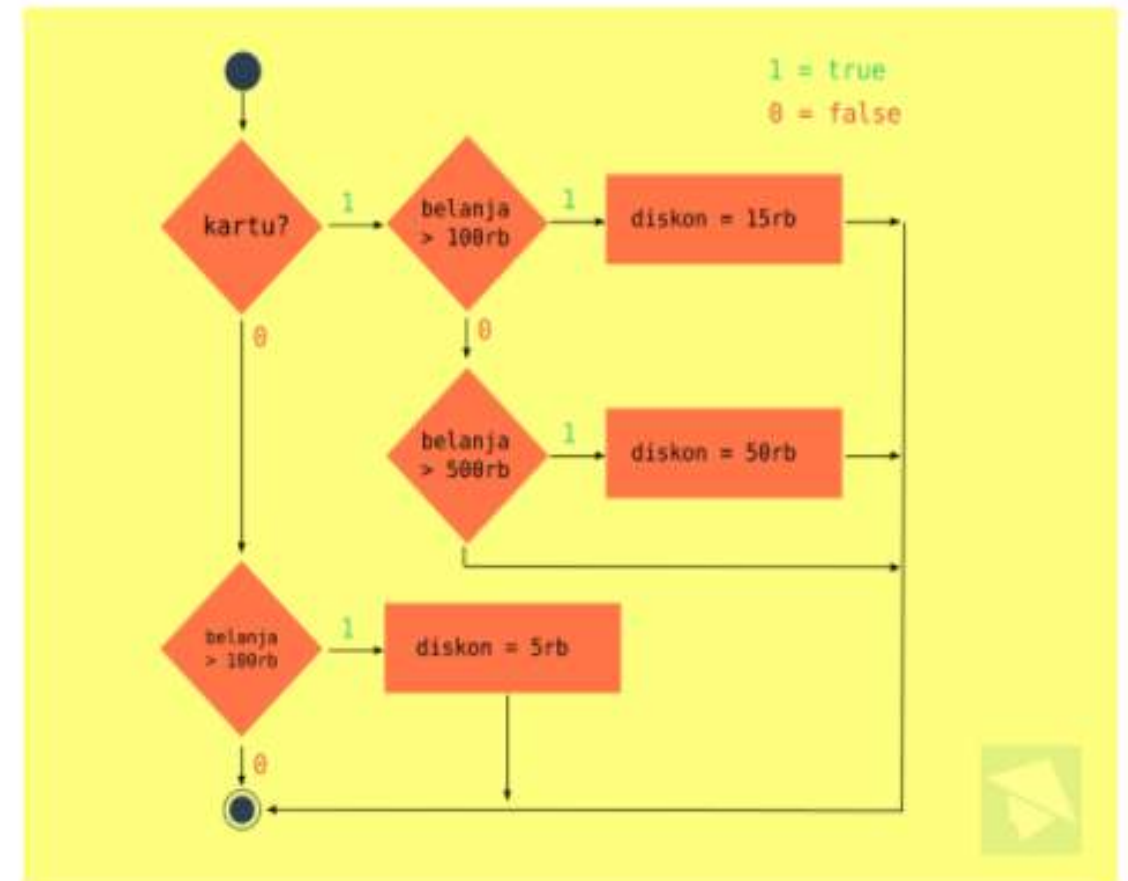 1 = true
0 = false
kartu?
1
belanja
> 100rb
1
diskon = 15rb
0
0
belanja
> 500rb
1
diskon = 50rb
belanja
> 100rb
1
diskon = 5rb
0